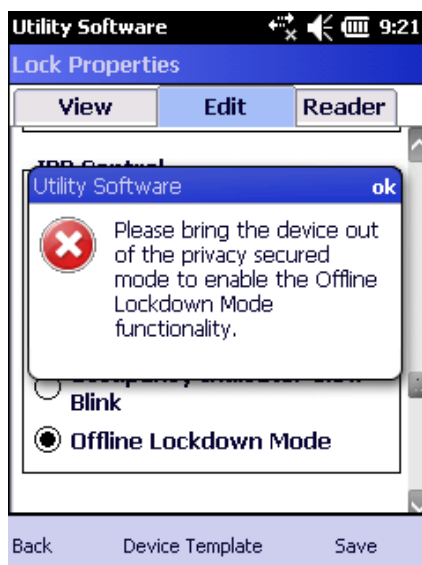 Utility Software 9:21
Lock Properties
View Edit Reader
Utility Software ok
Please bring the device out
of the privacy secured
mode to enable the Offline
Lockdown Mode
functionality.
Blink
Offline Lockdown Mode
Back Device Template Save